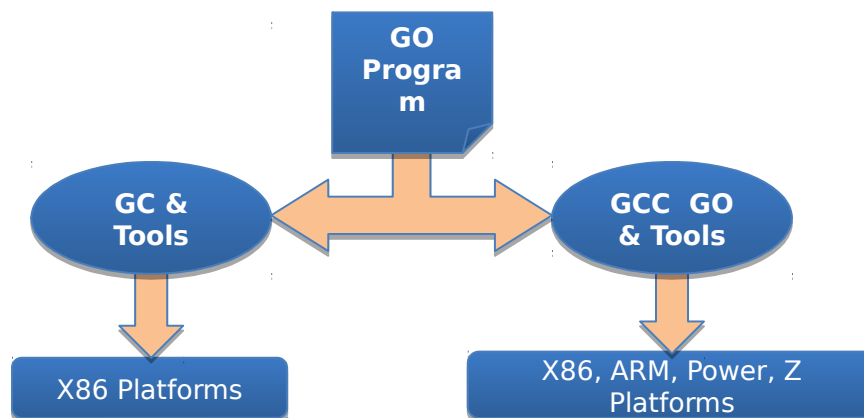 GO
Progra
m
GC &
Tools
GCC  GO
& Tools
X86 Platforms
X86, ARM, Power, Z
Platforms